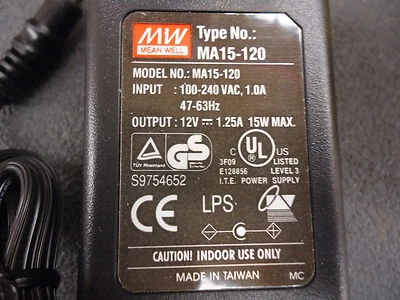 MW
MEAN WELL
Type No.:
MA15-120
MODEL NO.: MA15-120
INPUT : 100-240 VAC, 1.0A
47-63Hz
OUTPUT : 12V 1.25A 15W MAX.
TÜV Rheinland
GS
C UL US
3F09 LISTED
E128856 LEVEL 3
I.T.E. POWER SUPPLY
S9754652
CE LPS
CAUTION! INDOOR USE ONLY
MADE IN TAIWAN MC